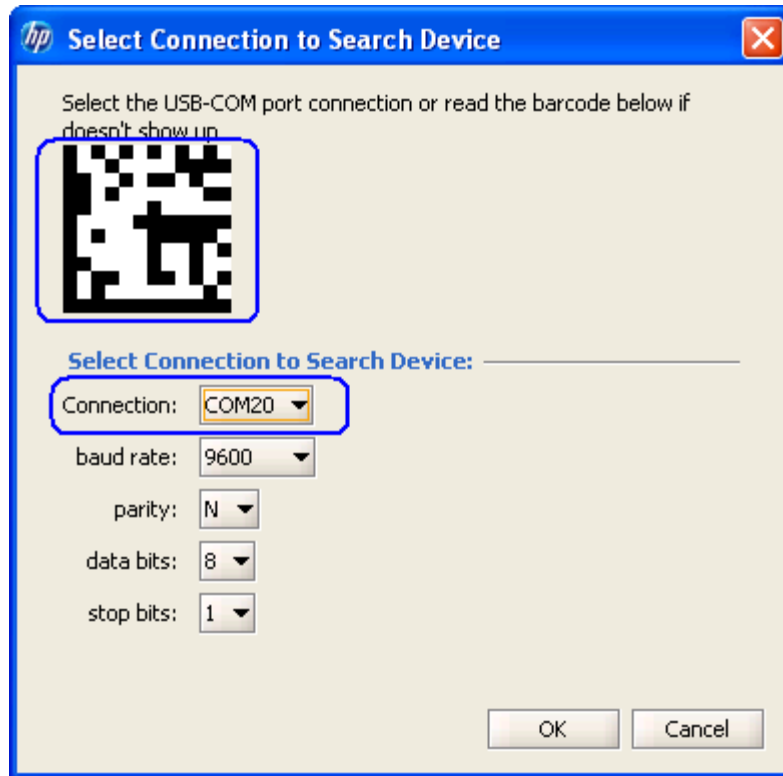 hp Select Connection to Search Device
Select the USB-COM port connection or read the barcode below if
doesn't show up
Select Connection to Search Device:
Connection: COM20
baud rate: 9600
parity: N
data bits: 8
stop bits: 1
OK Cancel